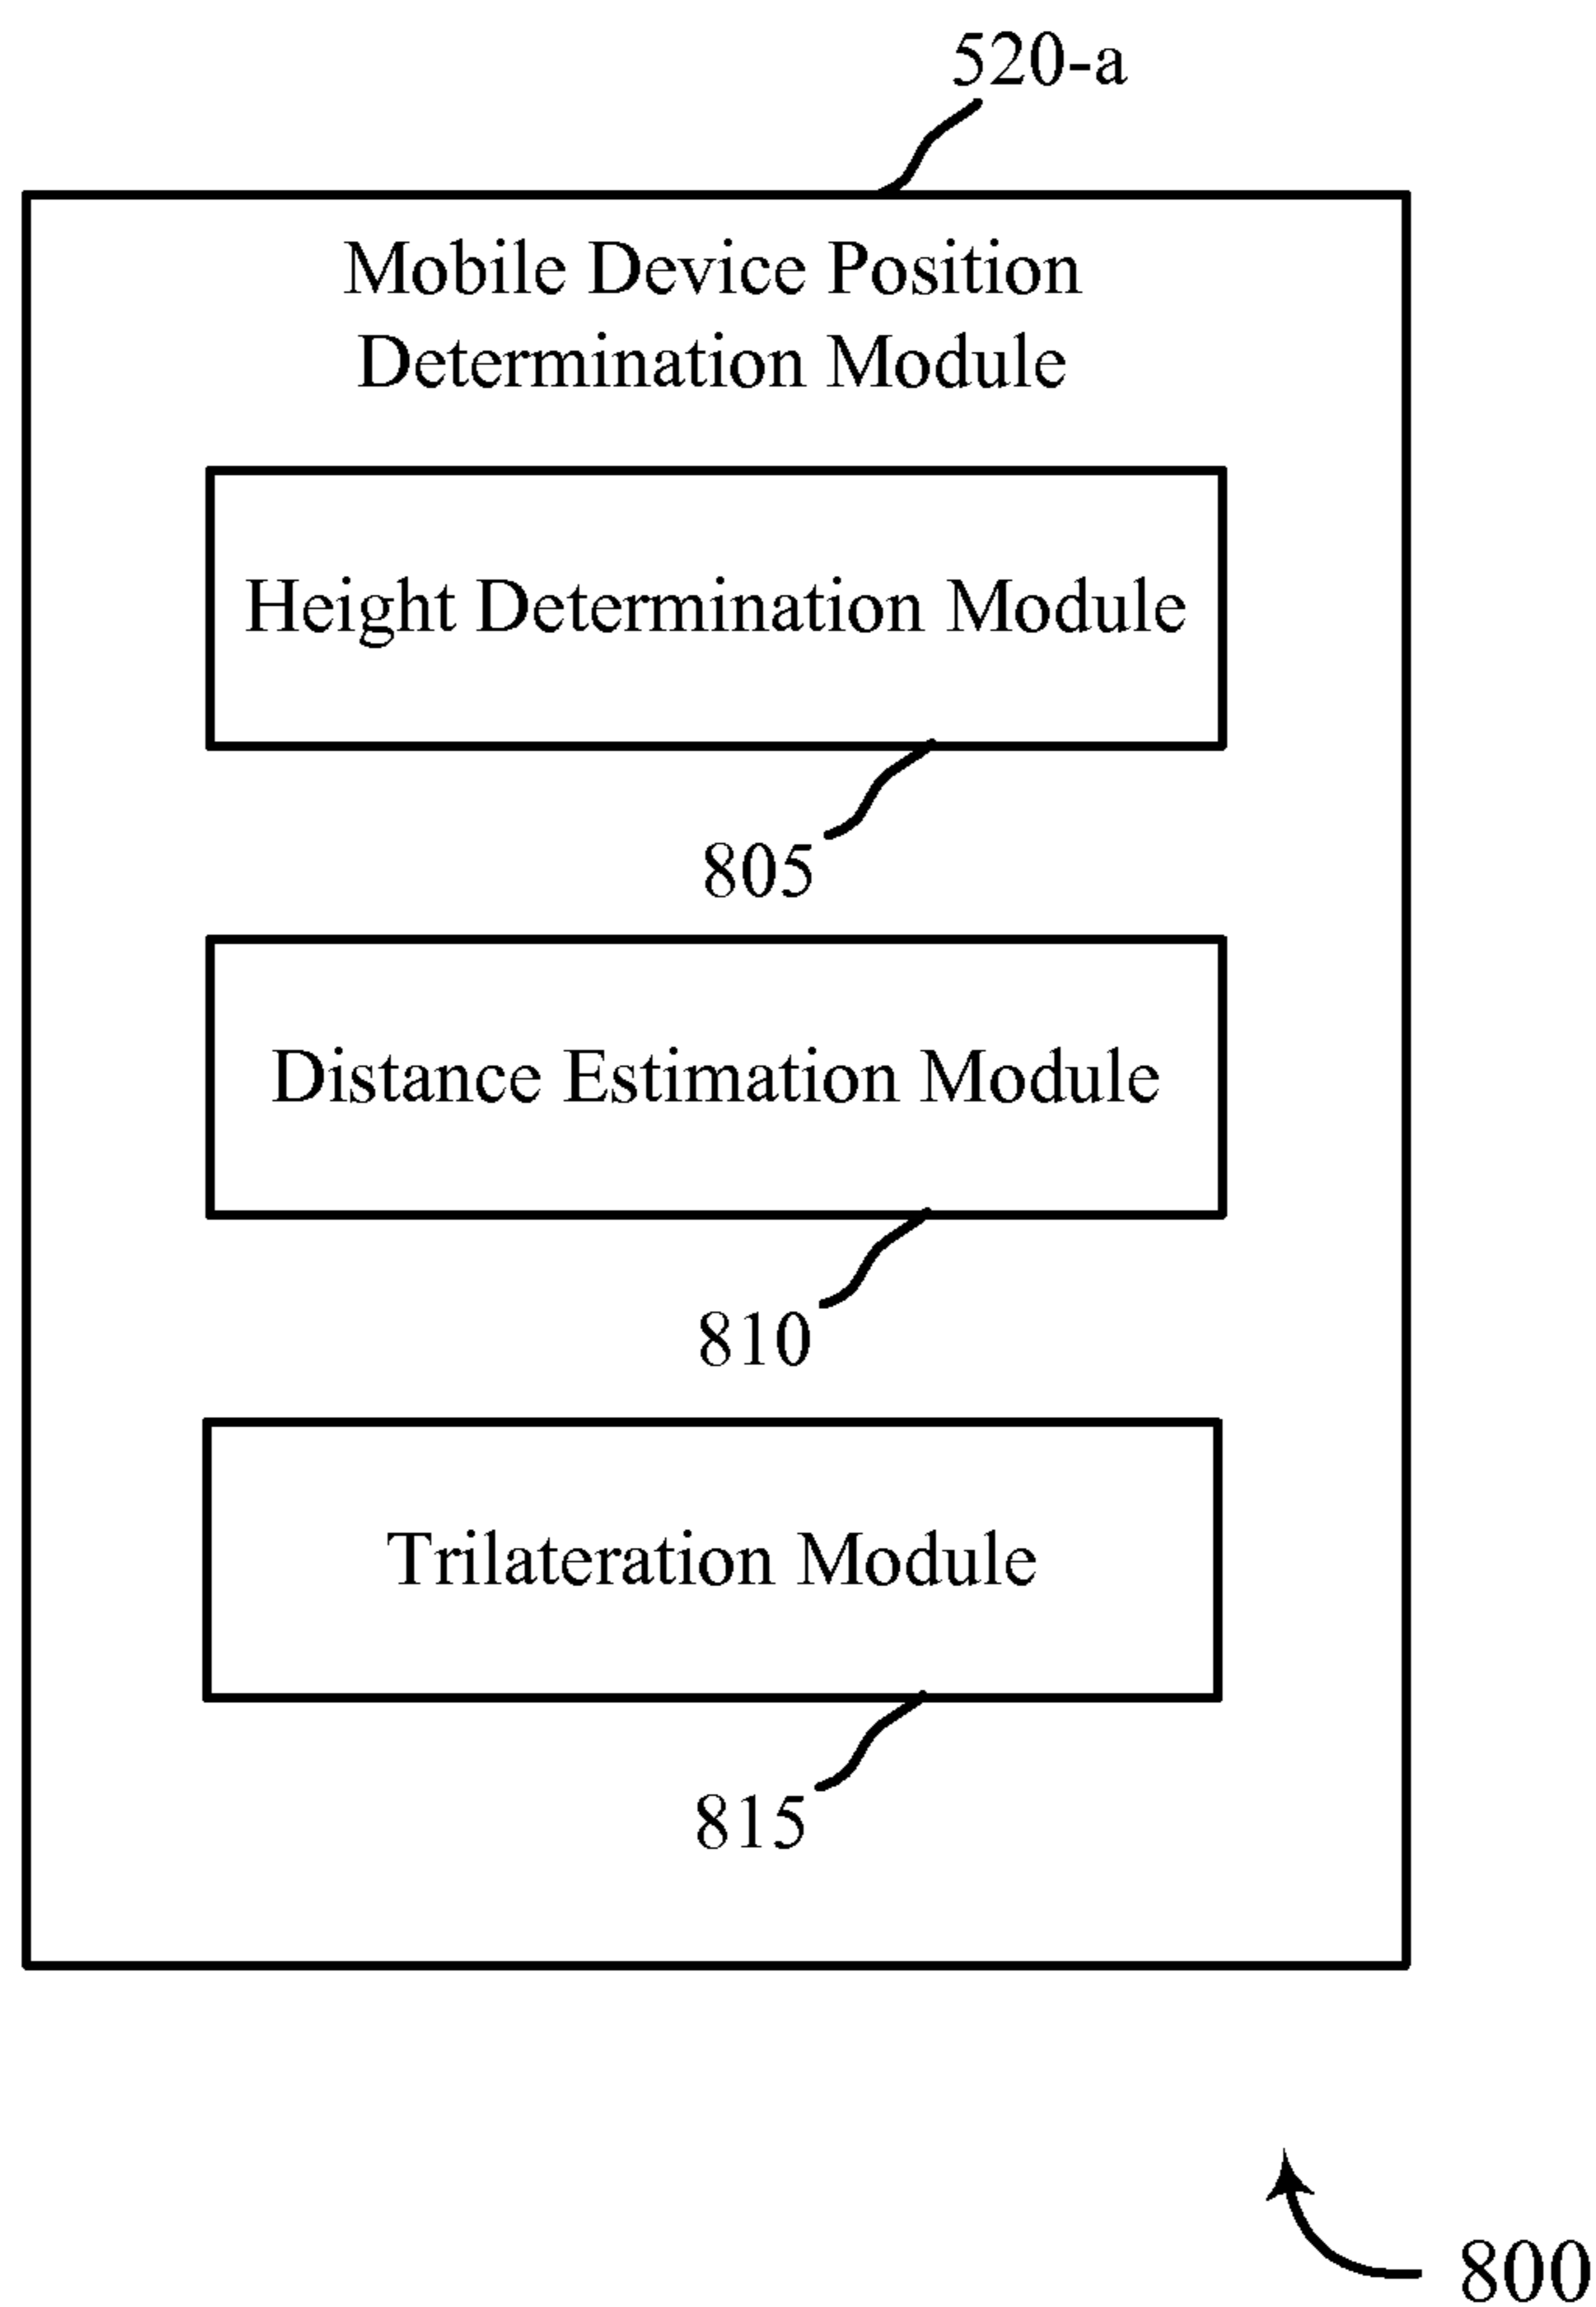 520-a
Mobile Device Position
Determination Module
Height Determination Module
805
Distance Estimation Module
810
Trilateration Module
815
800